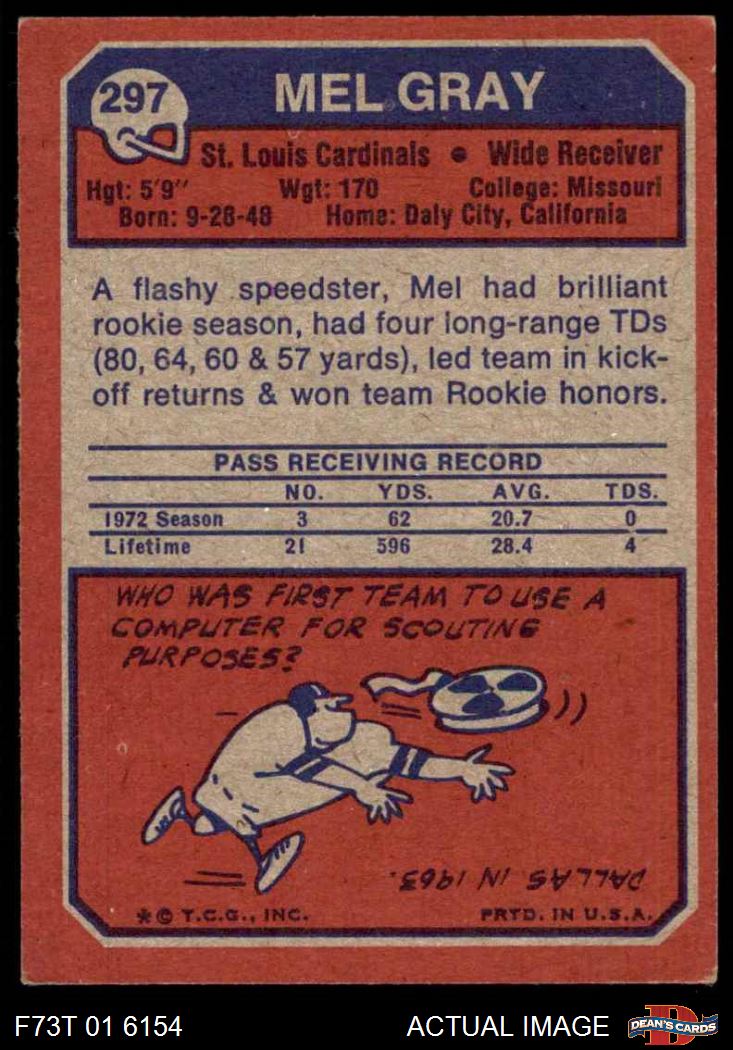 297
MEL GRAY
St. Louis Cardinals • Wide Receiver
Hgt: 5'9" Wgt: 170 College: Missouri
Born: 9-28-48 Home: Daly City, California
A flashy speedster, Mel had brilliant
rookie season, had four long-range TDs
(80, 64, 60 & 57 yards), led team in kick-
off returns & won team Rookie honors.
PASS RECEIVING RECORD
NO. YDS. AVG. TDS.
1972 Season 3 62 20.7 0
Lifetime 21 596 28.4 4
WHO WAS FIRST TEAM TO USE A
COMPUTER FOR SCOUTING
PURPOSES?
DALLAS IN 1963.
* © T.C.G., INC. PRTD. IN U.S.A.
F73T 01 6154 ACTUAL IMAGE DEAN'S CARDS